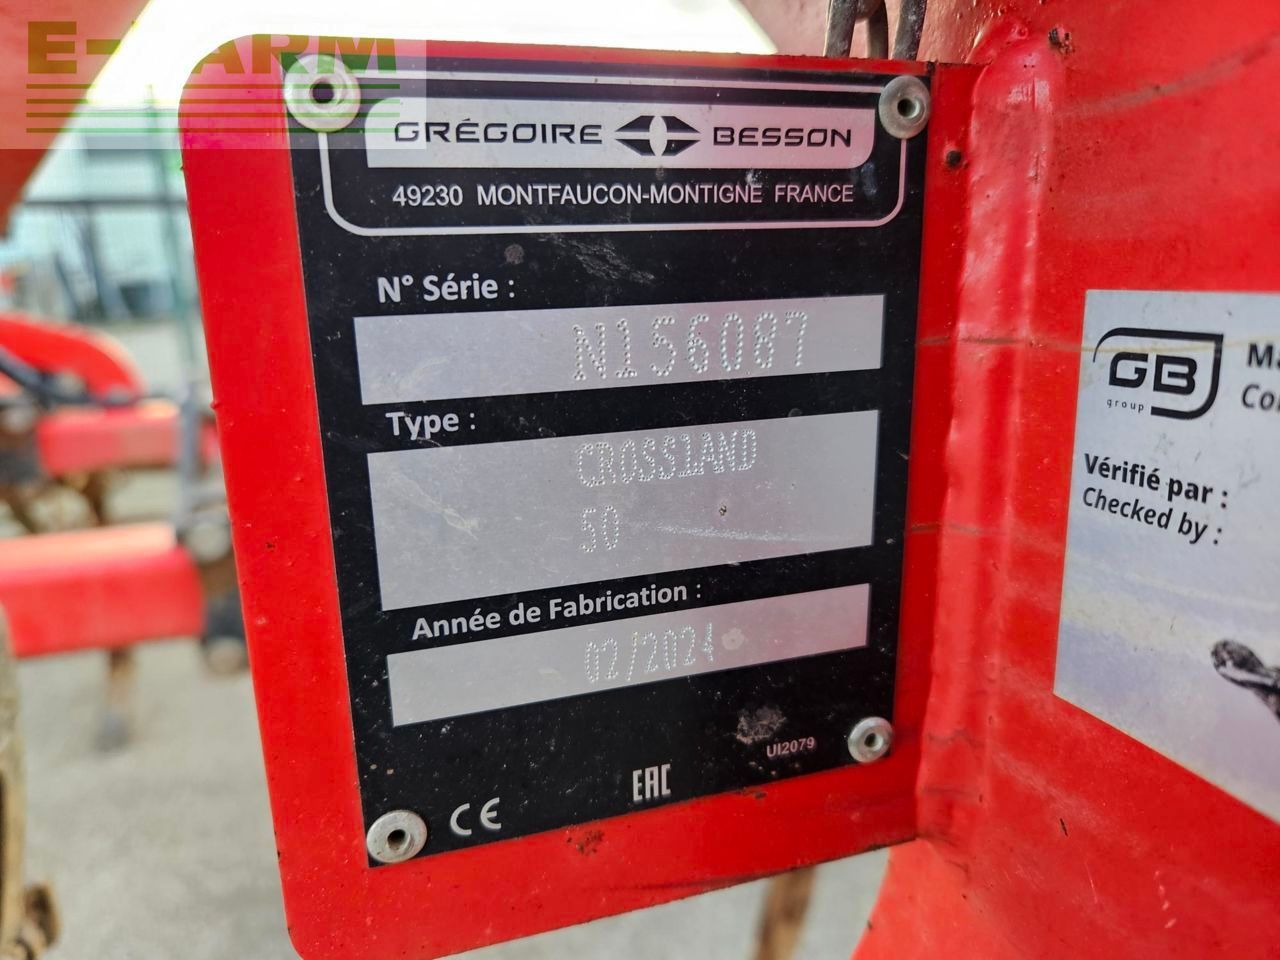 E-FARM
GRÉGOIRE BESSON
49230 MONTFAUCON-MONTIGNE FRANCE
N° Série :
N156087
Type :
CROSSLAND
50
Année de Fabrication :
02/2024
UI2079
EAC
CE
GB
group
Vérifié par :
Checked by :